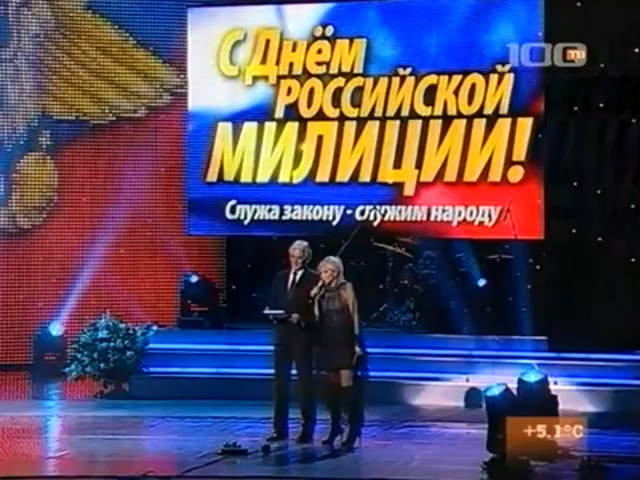 100 ТВ
С Днём
РОССИЙСКОЙ
МИЛИЦИИ!
Служа закону - служим народу
+5.1°C